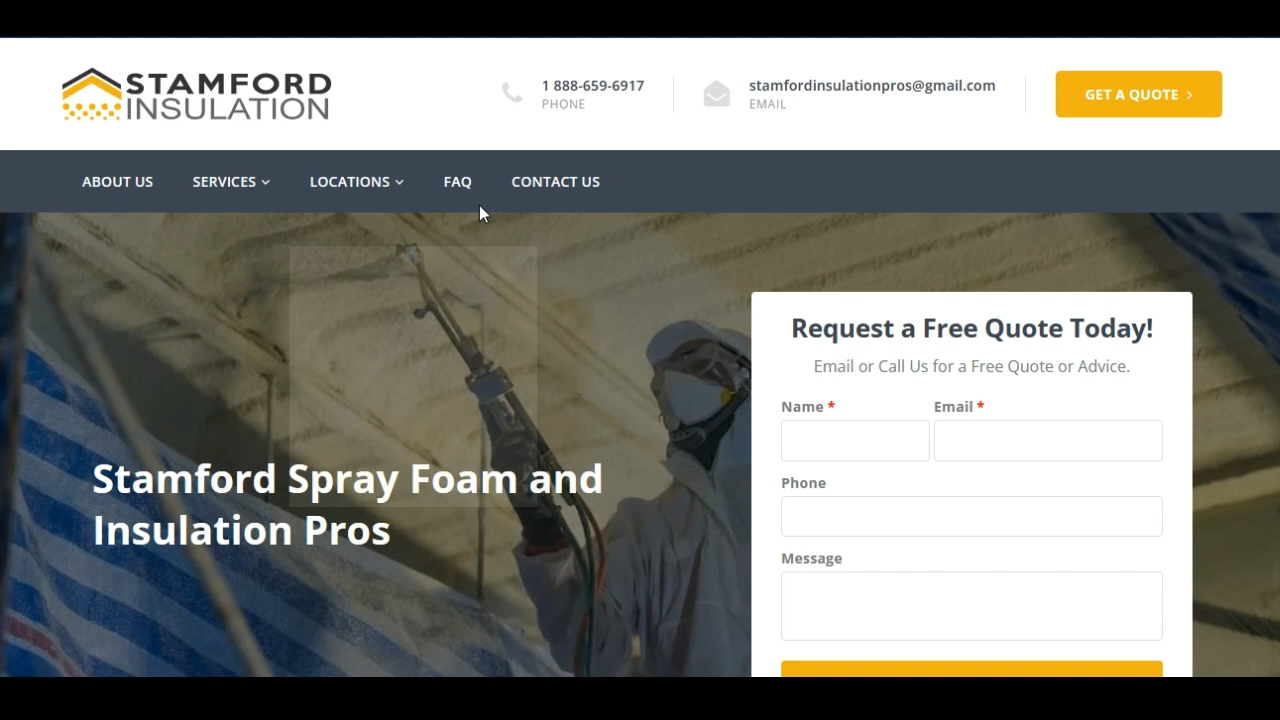 STAMFORD
INSULATION
1 888-659-6917
PHONE
stamfordinsulationpros@gmail.com
EMAIL
GET A QUOTE
ABOUT US
SERVICES
LOCATIONS
FAQ
CONTACT US
Stamford Spray Foam and
Insulation Pros
Request a Free Quote Today!
Email or Call Us for a Free Quote or Advice.
Name *
Email *
Phone
Message